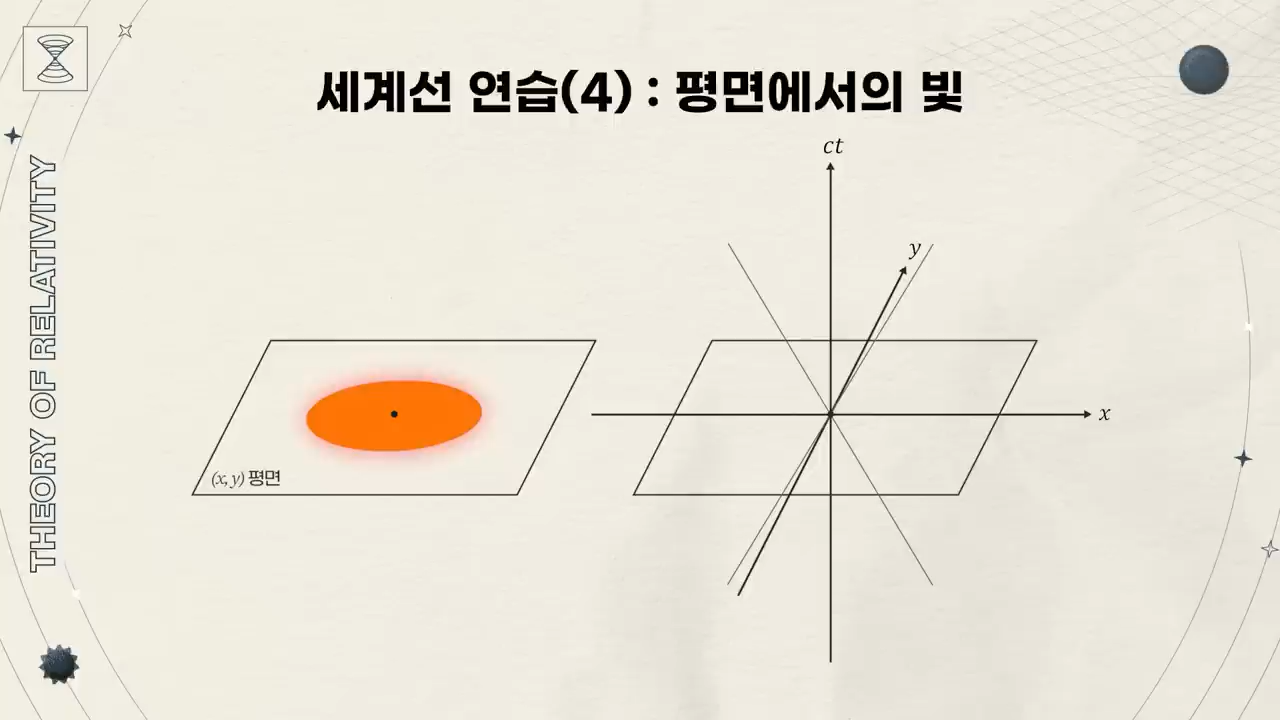 세계선 연습(4) : 평면에서의 빛
THEORY OF RELATIVITY
(x, y) 평면
ct
y
x